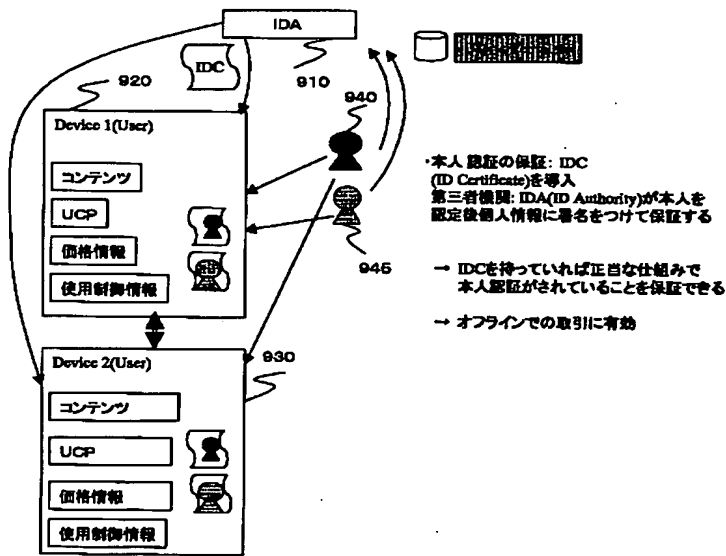 IDA
IDC
920
910
940
Device 1(User)
コンテンツ
UCP
価格情報
使用制御情報
945
・本人 認証の保証: IDC
(ID Certificate)を導入
第三者機関: IDA(ID Authority)が本人を
認定後個人情報に署名をつけて保証する
→ IDCを持っていれば正当な仕組みで
本人認証がされていることを保証できる
→ オフラインでの取引に有効
Device 2(User)
930
コンテンツ
UCP
価格情報
使用制御情報